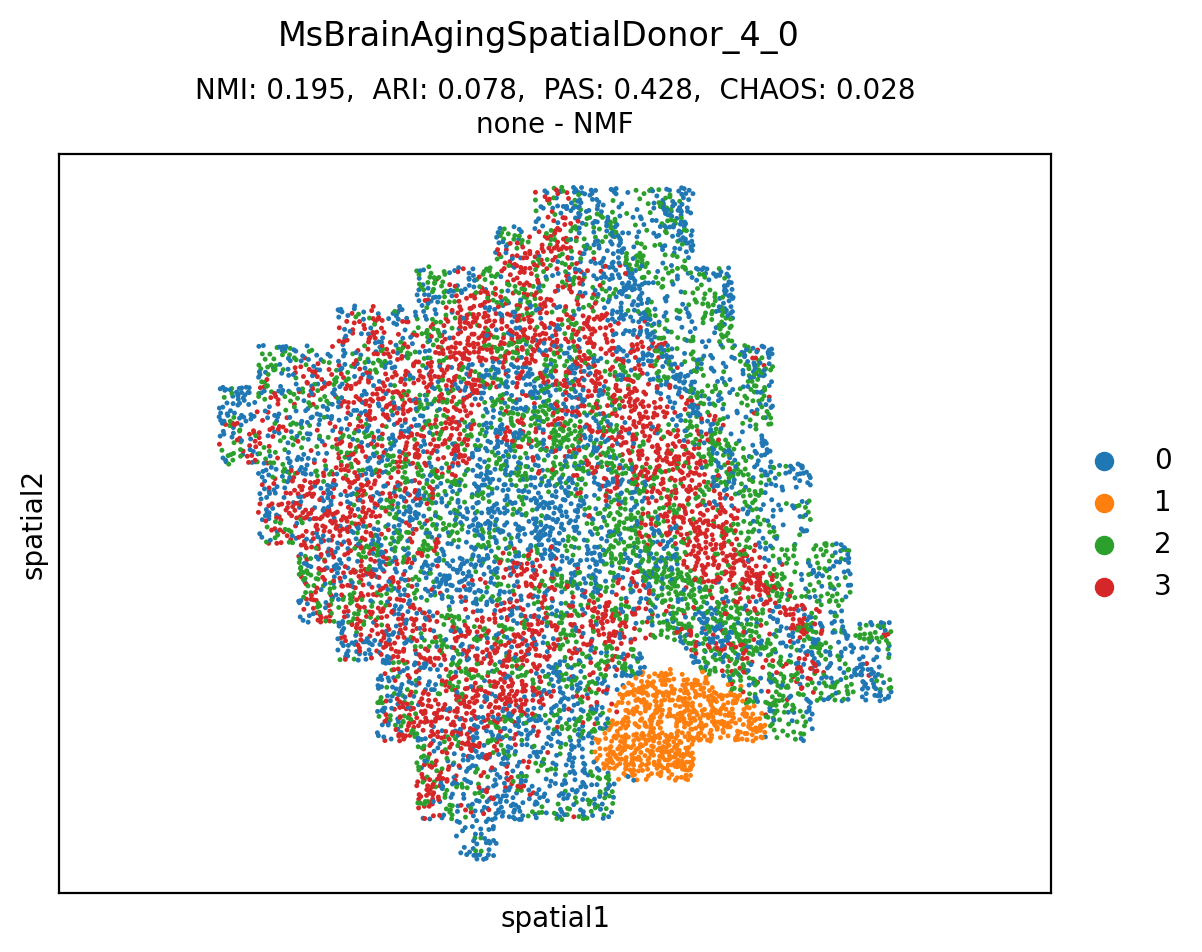 MsBrainAgingSpatialDonor_4_0
NMI: 0.195,  ARI: 0.078,  PAS: 0.428,  CHAOS: 0.028
none - NMF
spatial2
0
1
2
3
spatial1